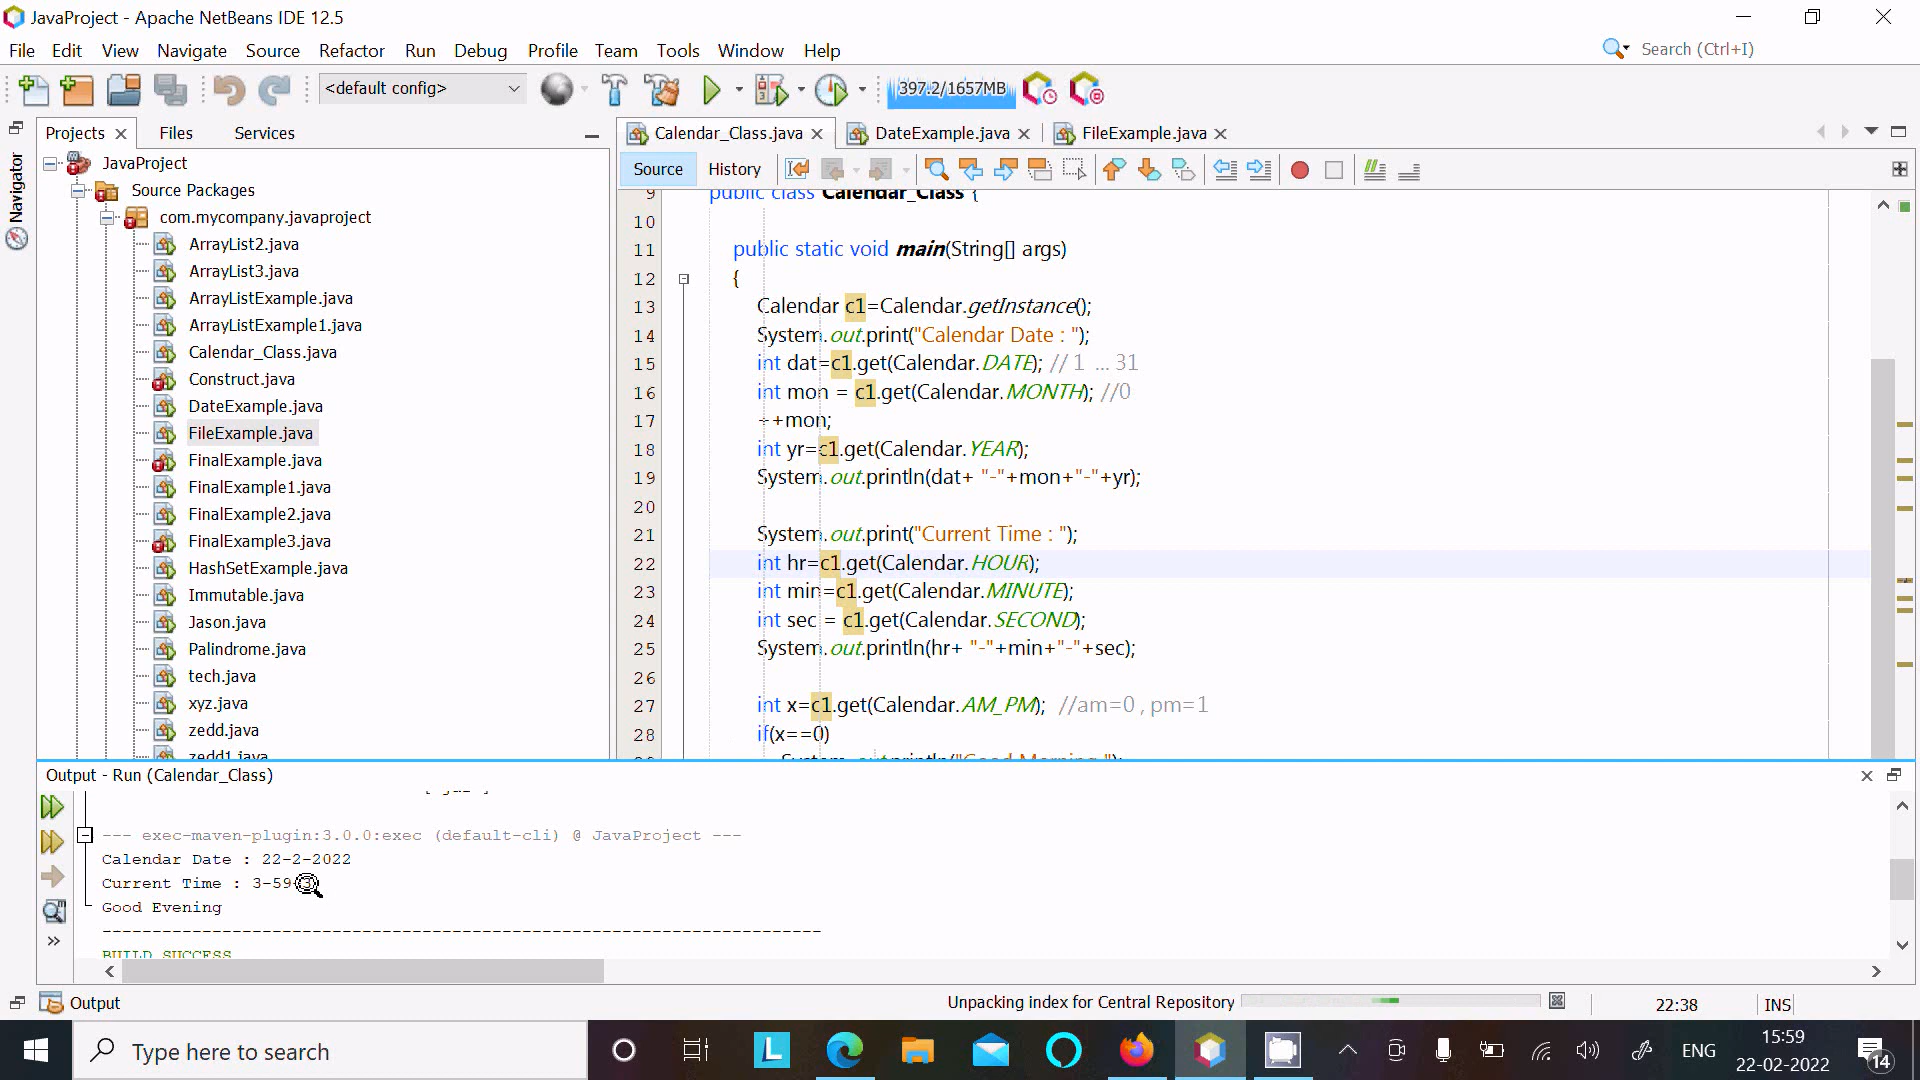 JavaProject - Apache NetBeans IDE 12.5
File Edit View Navigate Source Refactor Run Debug Profile Team Tools Window Help
Search (Ctrl+I)
<default config>
397.2/1657MB
Projects Files Services
Calendar_Class.java DateExample.java FileExample.java
Navigator
Source History
JavaProject
Source Packages
com.mycompany.javaproject
ArrayList2.java
ArrayList3.java
ArrayListExample.java
ArrayListExample1.java
Calendar_Class.java
Construct.java
DateExample.java
FileExample.java
FinalExample.java
FinalExample1.java
FinalExample2.java
FinalExample3.java
HashSetExample.java
Immutable.java
Jason.java
Palindrome.java
tech.java
xyz.java
zedd.java
zedd1.java
9 public class Calendar_Class {
10
11 public static void main(String[] args)
12 {
13 Calendar c1=Calendar.getInstance();
14 System.out.print("Calendar Date : ");
15 int dat=c1.get(Calendar.DATE); // 1 ... 31
16 int mon = c1.get(Calendar.MONTH); //0
17 ++mon;
18 int yr=c1.get(Calendar.YEAR);
19 System.out.println(dat+ "-"+mon+"-"+yr);
20
21 System.out.print("Current Time : ");
22 int hr=c1.get(Calendar.HOUR);
23 int min=c1.get(Calendar.MINUTE);
24 int sec = c1.get(Calendar.SECOND);
25 System.out.println(hr+ "-"+min+"-"+sec);
26
27 int x=c1.get(Calendar.AM_PM); //am=0 , pm=1
28 if(x==0)
System.out.println("Good Morning ");
Output - Run (Calendar_Class)
--- exec-maven-plugin:3.0.0:exec (default-cli) @ JavaProject ---
Calendar Date : 22-2-2022
Current Time : 3-59
Good Evening
------------------------------------------------------------------------
BUILD SUCCESS
Output
Unpacking index for Central Repository
22:38 INS
Type here to search
L
ENG
15:59
22-02-2022
14